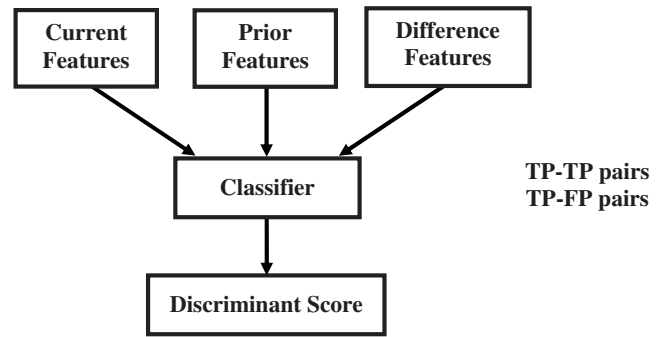 Current
Features
Prior
Features
Difference
Features
Classifier
TP-TP pairs
TP-FP pairs
Discriminant Score